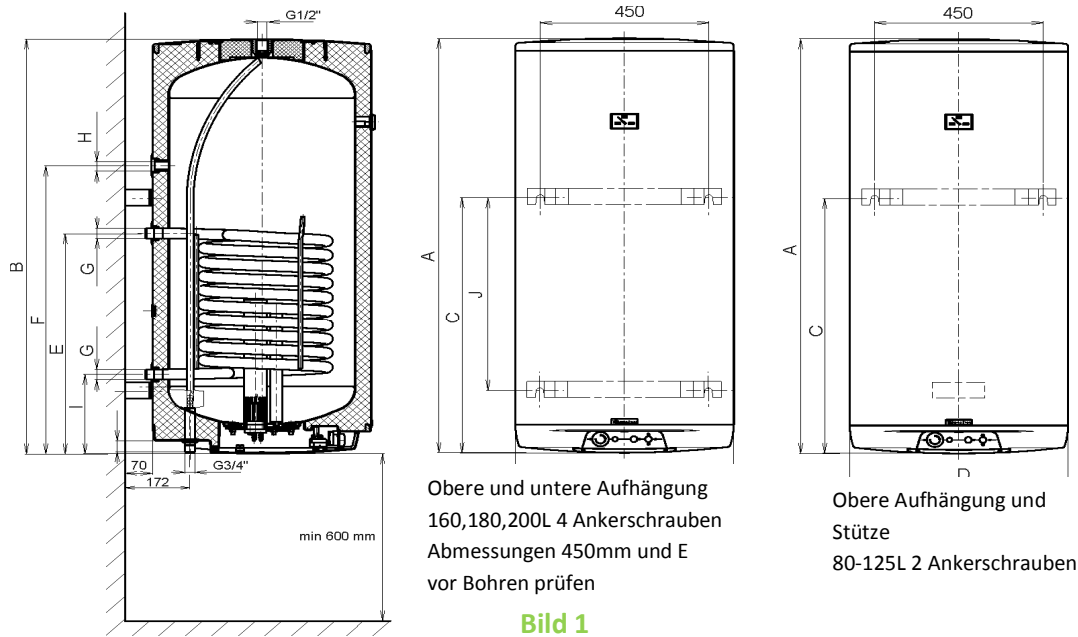 G1/2"
H
B
F
E
G
G
I
70
172
G3/4"
min 600 mm
450
A
C
J
Obere und untere Aufhängung
160,180,200L 4 Ankerschrauben
Abmessungen 450mm und E
vor Bohren prüfen
450
A
C
D
Obere Aufhängung und
Stütze
80-125L 2 Ankerschrauben
Bild 1